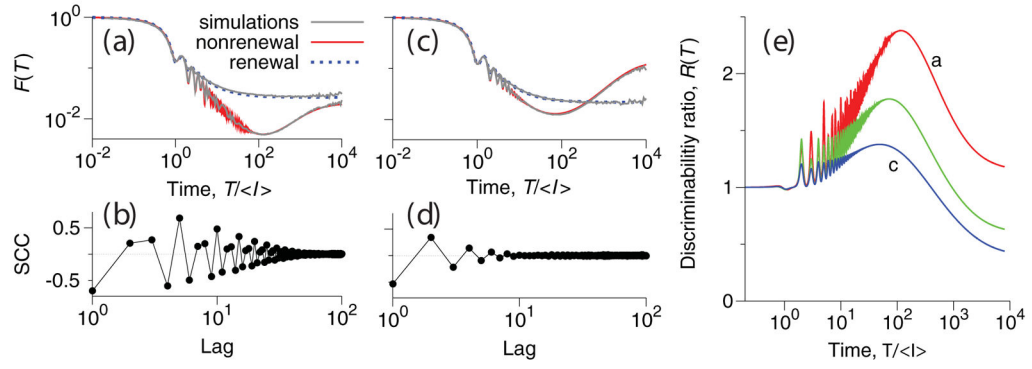 (a)
simulations
nonrenewal
renewal
F(T)
10^0
10^-2
10^-2
10^0
10^2
10^4
Time, T/<I>
(c)
10^-2
10^0
10^2
10^4
Time, T/<I>
(b)
SCC
0.5
-0.5
10^0
10^1
10^2
Lag
(d)
10^0
10^1
10^2
Lag
(e)
Discriminability ratio, R(T)
2
1
0
a
c
10^0
10^1
10^2
10^3
10^4
Time, T/<I>